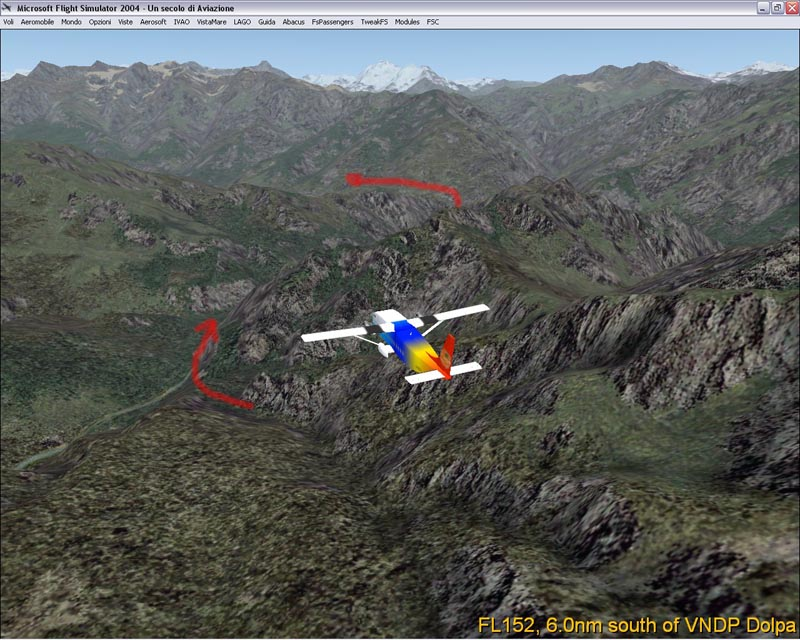 Microsoft Flight Simulator 2004 - Un secolo di Aviazione
Voli Aeromobile Mondo Opzioni Viste Aerosoft IVAO VistaMare LAGO Guida Abacus FsPassengers TweakFS Modules FSC
FL152, 6.0nm south of VNDP Dolpa